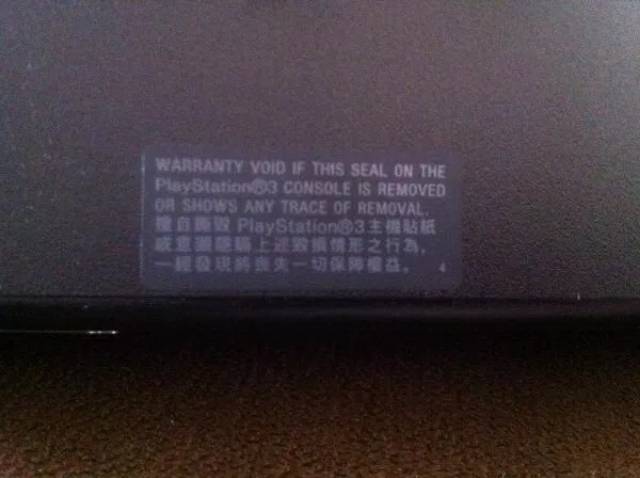 WARRANTY VOID IF THIS SEAL ON THE
PlayStation®3 CONSOLE IS REMOVED
OR SHOWS ANY TRACE OF REMOVAL.
擅自撕毀 PlayStation®3主機貼紙
或意圖隱瞞上述毀損情形之行為,
一經發現將喪失一切保障權益。 4